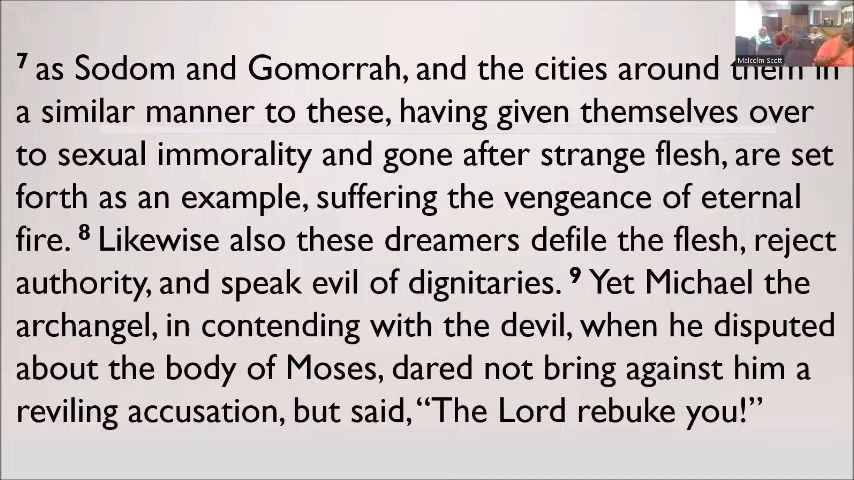 7 as Sodom and Gomorrah, and the cities around them in
a similar manner to these, having given themselves over
to sexual immorality and gone after strange flesh, are set
forth as an example, suffering the vengeance of eternal
fire. 8 Likewise also these dreamers defile the flesh, reject
authority, and speak evil of dignitaries. 9 Yet Michael the
archangel, in contending with the devil, when he disputed
about the body of Moses, dared not bring against him a
reviling accusation, but said, “The Lord rebuke you!”
Malcolm Scott